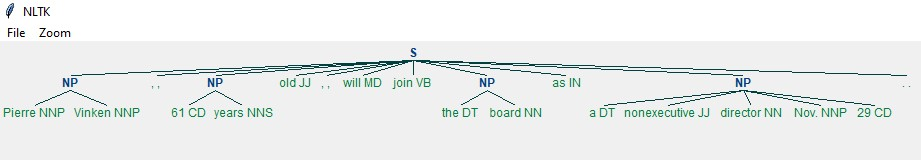 NLTK
File Zoom
S
NP , , NP old JJ , , will MD join VB NP as IN NP . .
Pierre NNP Vinken NNP 61 CD years NNS the DT board NN a DT nonexecutive JJ director NN Nov. NNP 29 CD